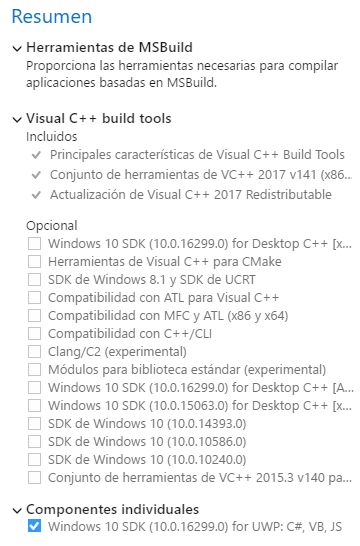 Resumen
Herramientas de MSBuild
Proporciona las herramientas necesarias para compilar
aplicaciones basadas en MSBuild.
Visual C++ build tools
Incluidos
Principales características de Visual C++ Build Tools
Conjunto de herramientas de VC++ 2017 v141 (x86...
Actualización de Visual C++ 2017 Redistributable
Opcional
Windows 10 SDK (10.0.16299.0) for Desktop C++ [x...
Herramientas de Visual C++ para CMake
SDK de Windows 8.1 y SDK de UCRT
Compatibilidad con ATL para Visual C++
Compatibilidad con MFC y ATL (x86 y x64)
Compatibilidad con C++/CLI
Clang/C2 (experimental)
Módulos para biblioteca estándar (experimental)
Windows 10 SDK (10.0.16299.0) for Desktop C++ [A...
Windows 10 SDK (10.0.15063.0) for Desktop C++ [x...
SDK de Windows 10 (10.0.14393.0)
SDK de Windows 10 (10.0.10586.0)
SDK de Windows 10 (10.0.10240.0)
Conjunto de herramientas de VC++ 2015.3 v140 pa...
Componentes individuales
Windows 10 SDK (10.0.16299.0) for UWP: C#, VB, JS